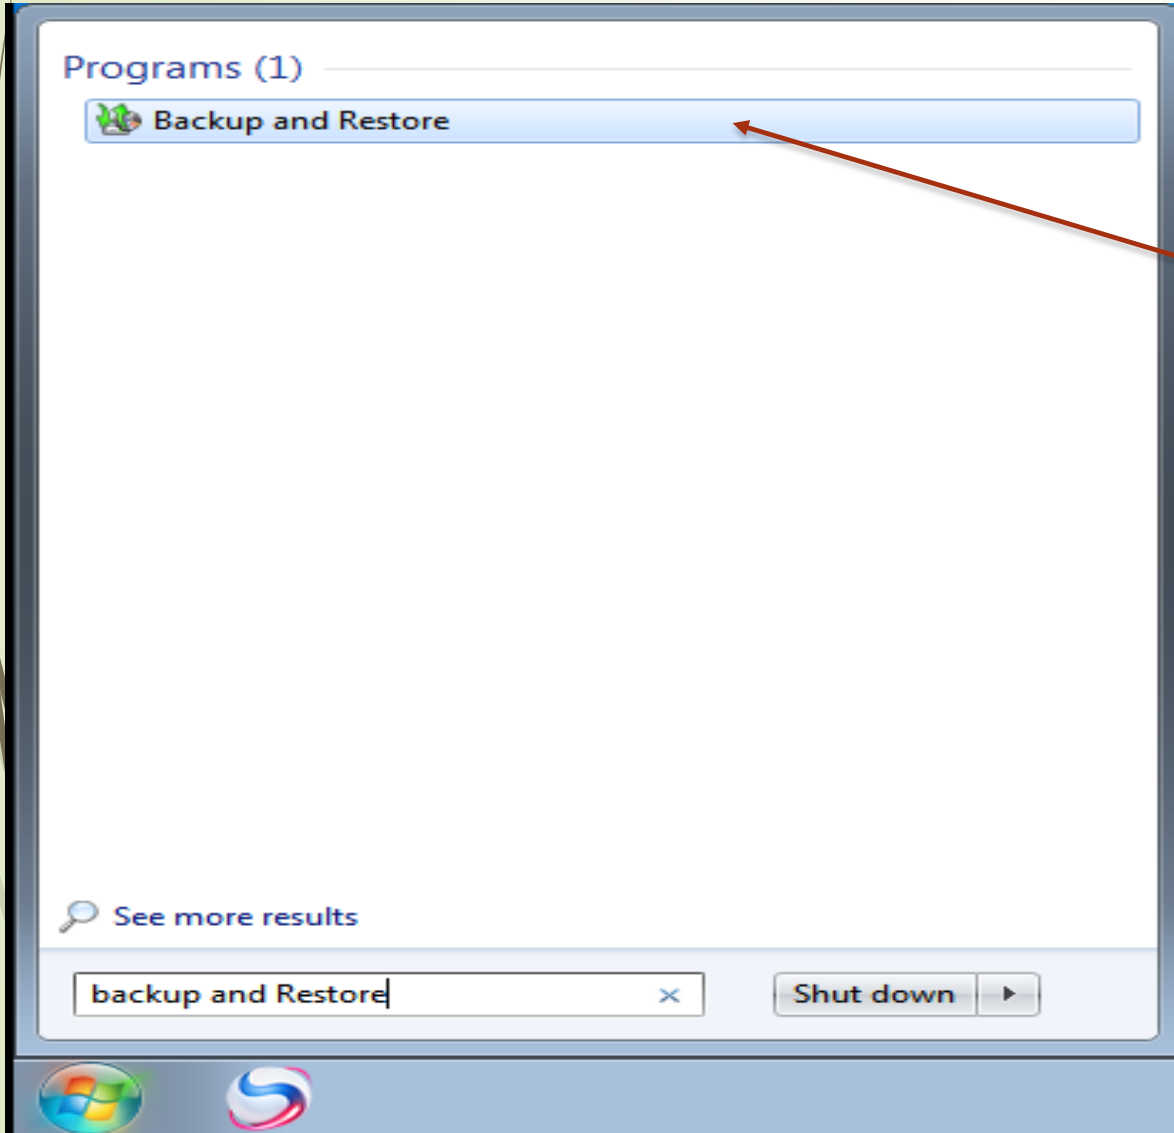 Programs (1)
Backup and Restore
See more results
backup and Restore
Shut down